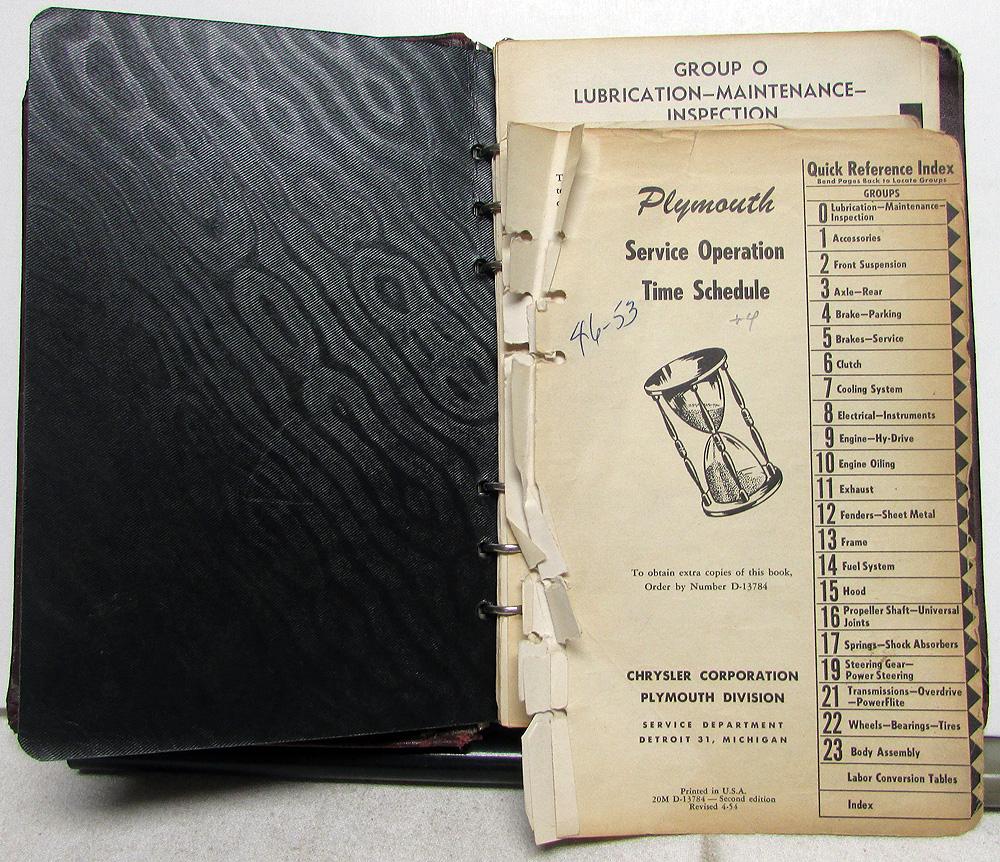 GROUP O
LUBRICATION—MAINTENANCE—
INSPECTION
Plymouth
Service Operation
Time Schedule
46-53
+4
To obtain extra copies of this book,
Order by Number D-13784
CHRYSLER CORPORATION
PLYMOUTH DIVISION
SERVICE DEPARTMENT
DETROIT 31, MICHIGAN
Printed in U.S.A.
20M D-13784 — Second edition
Revised 4-54
Quick Reference Index
Bend Pages Back to Locate Groups
GROUPS
0 Lubrication—Maintenance—
Inspection
1 Accessories
2 Front Suspension
3 Axle—Rear
4 Brake—Parking
5 Brakes—Service
6 Clutch
7 Cooling System
8 Electrical—Instruments
9 Engine—Hy-Drive
10 Engine Oiling
11 Exhaust
12 Fenders—Sheet Metal
13 Frame
14 Fuel System
15 Hood
16 Propeller Shaft—Universal
Joints
17 Springs—Shock Absorbers
19 Steering Gear—
Power Steering
21 Transmissions—Overdrive
—PowerFlite
22 Wheels—Bearings—Tires
23 Body Assembly
Labor Conversion Tables
Index